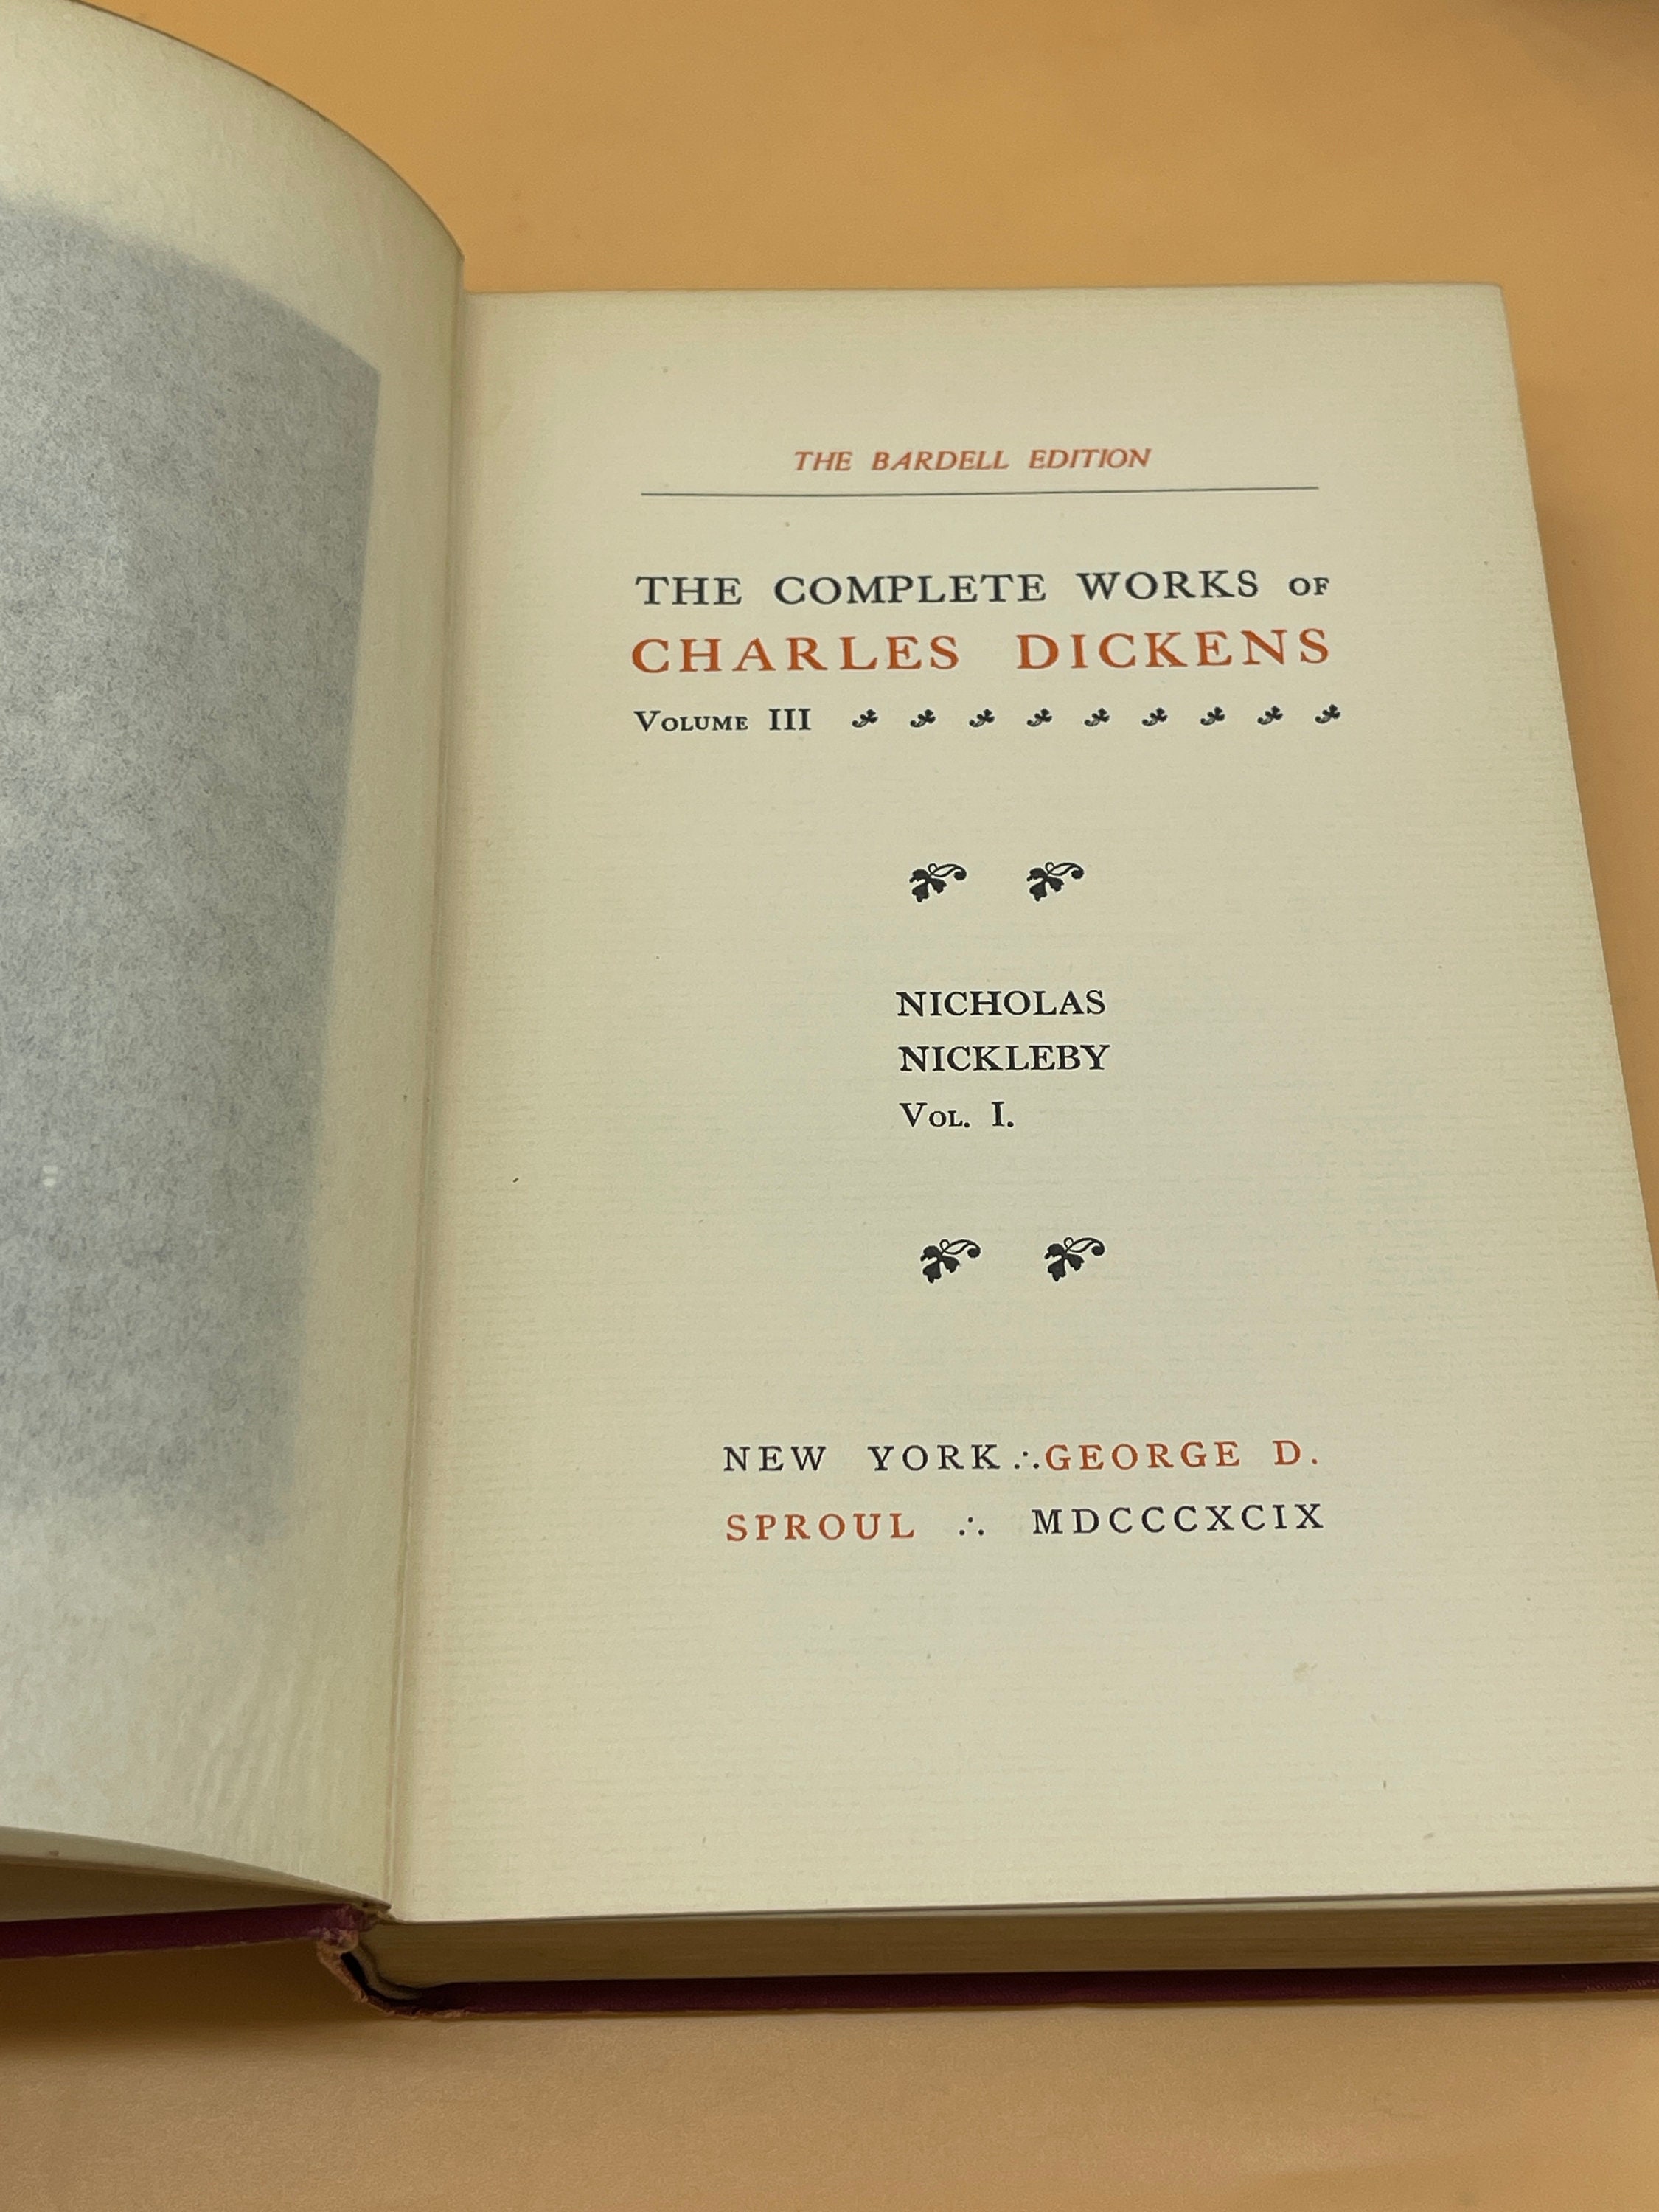 THE BARDELL EDITION
THE COMPLETE WORKS OF
CHARLES DICKENS
VOLUME III
NICHOLAS
NICKLEBY
VOL. I.
NEW YORK ∴ GEORGE D.
SPROUL ∴ MDCCCXCIX